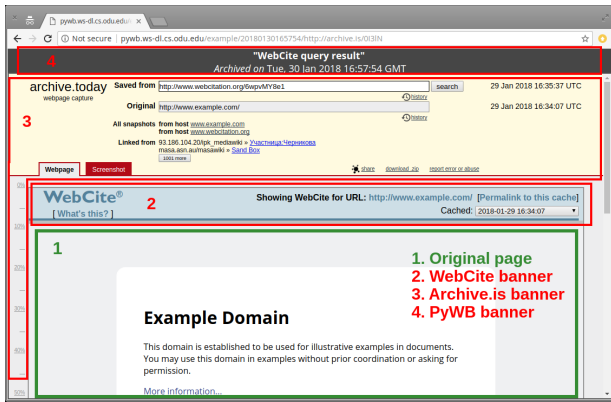 pywb.ws-dl.cs.odu.edu/e
Not secure | pywb.ws-dl.cs.odu.edu/example/20180130165754/http://archive.is/0i3lN
"WebCite query result"
4
Archived on Tue, 30 Jan 2018 16:57:54 GMT
archive.today
webpage capture
Saved from http://www.webcitation.org/6wpvMY8e1 search 29 Jan 2018 16:35:37 UTC
history
Original http://www.example.com/ 29 Jan 2018 16:34:07 UTC
history
3
All snapshots from host www.example.com
from host www.webcitation.org
Linked from 93.186.104.20/ipk_mediawiki » Участница:Черникова
masa.asn.au/masawiki » Sand Box
1001 more
Webpage Screenshot share download .zip report error or abuse
0%
WebCite® 2 Showing WebCite for URL: http://www.example.com/ [Permalink to this cache]
[ What's this? ] Cached: 2018-01-29 16:34:07
10%
1
1. Original page
20%
2. WebCite banner
3. Archive.is banner
4. PyWB banner
30%
Example Domain
40%
This domain is established to be used for illustrative examples in documents.
You may use this domain in examples without prior coordination or asking for
permission.
50%
More information...